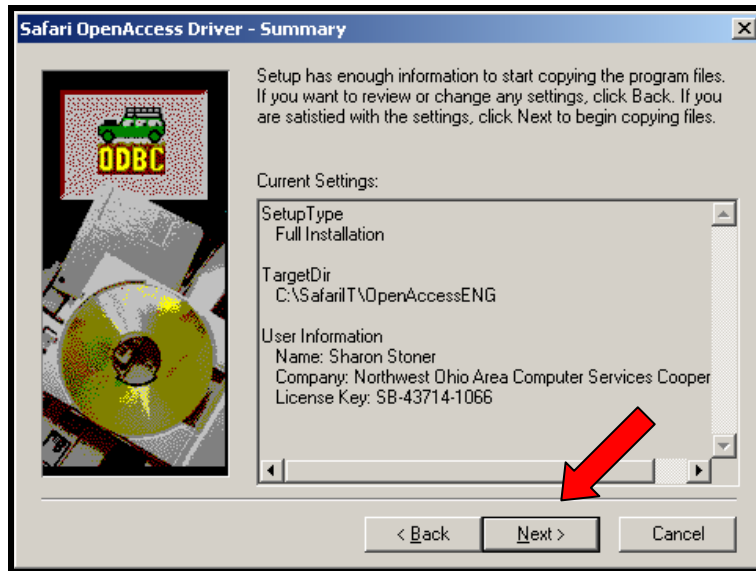 Safari OpenAccess Driver - Summary
ODBC
Setup has enough information to start copying the program files.
If you want to review or change any settings, click Back. If you
are satistied with the settings, click Next to begin copying files.
Current Settings:
SetupType
Full Installation
TargetDir
C:\SafariIT\OpenAccessENG
User Information
Name: Sharon Stoner
Company: Northwest Ohio Area Computer Services Cooper
License Key: SB-43714-1066
< Back
Next >
Cancel